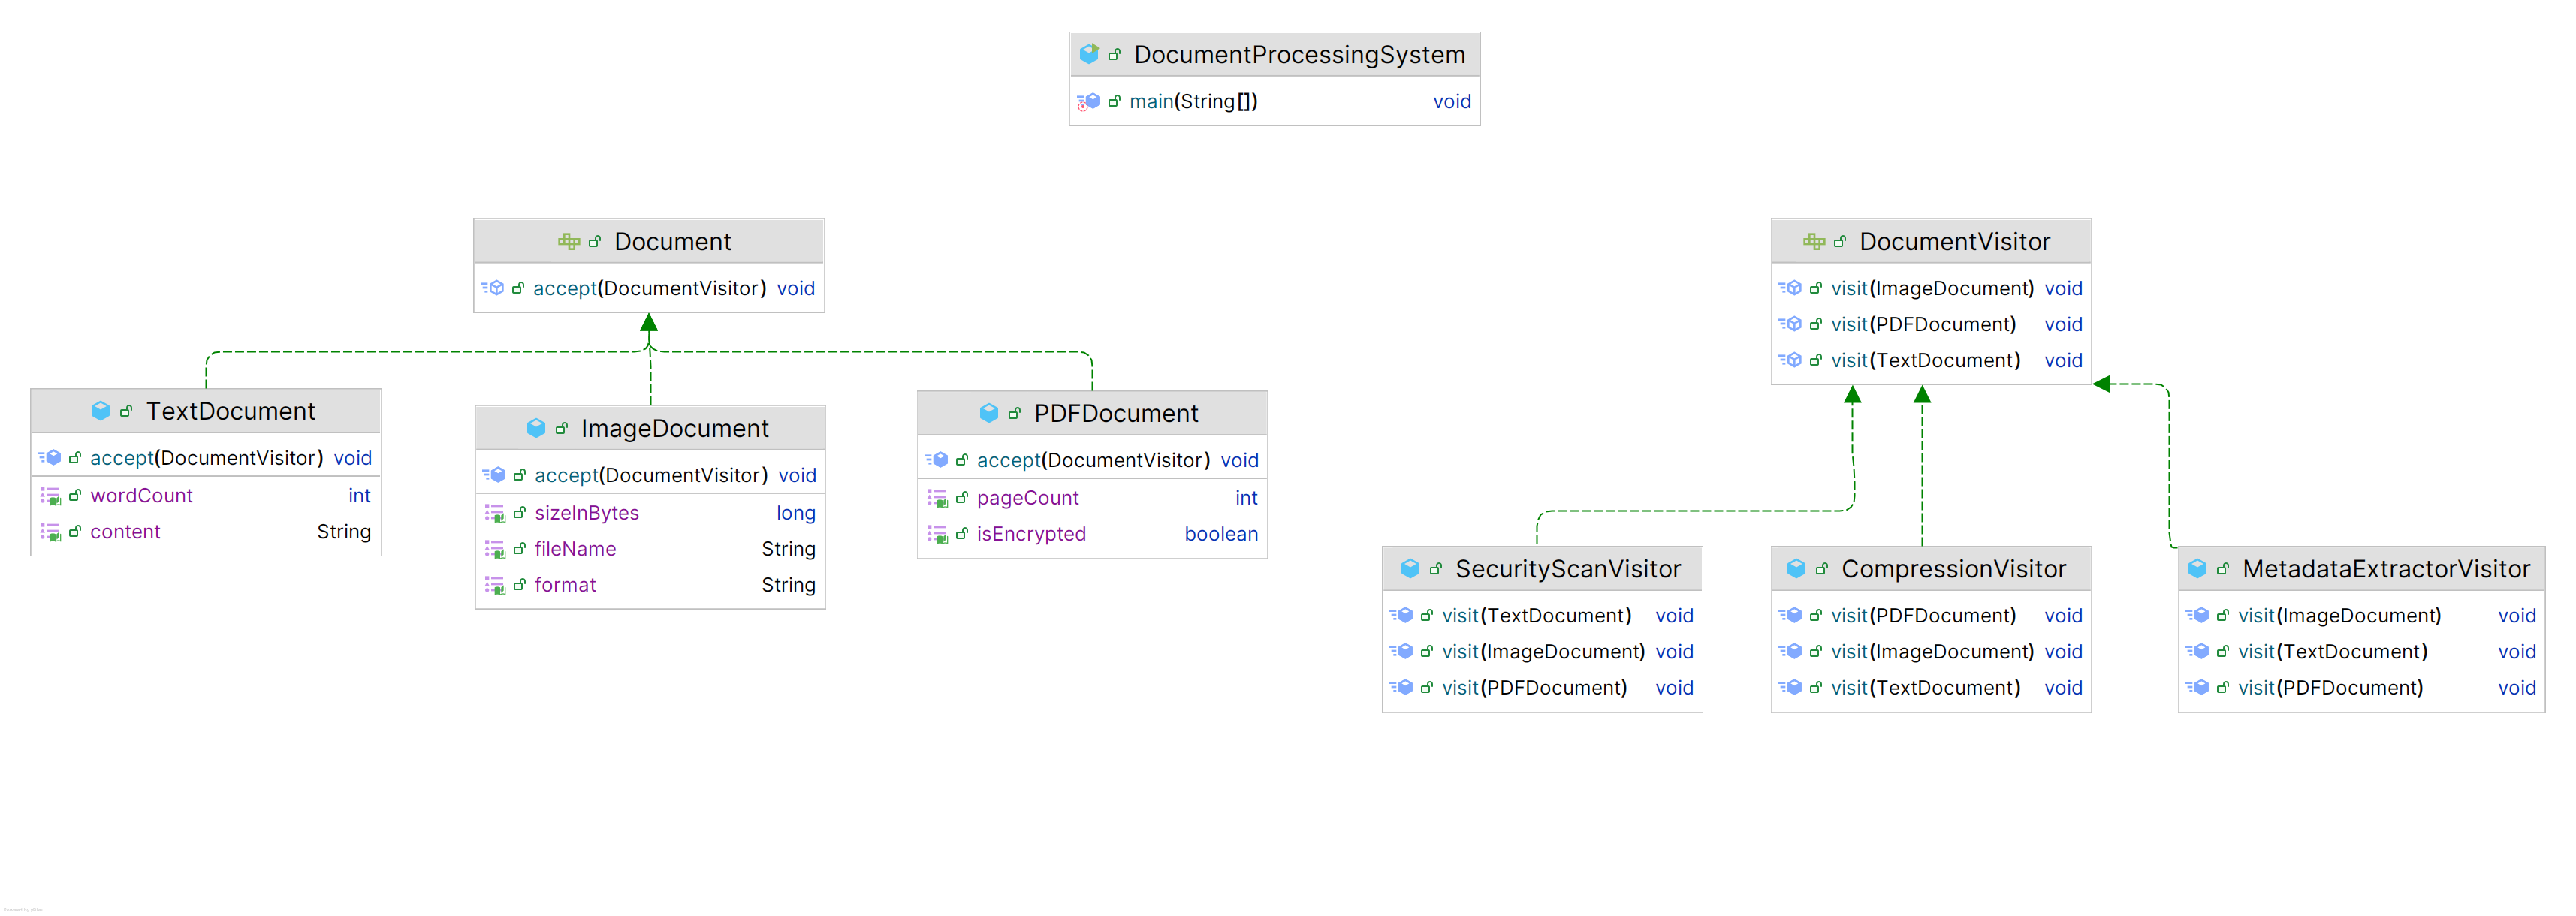 DocumentProcessingSystem
main(String[]) void
Document
accept(DocumentVisitor) void
DocumentVisitor
visit(ImageDocument) void
visit(PDFDocument) void
visit(TextDocument) void
TextDocument
accept(DocumentVisitor) void
wordCount int
content String
ImageDocument
accept(DocumentVisitor) void
sizeInBytes long
fileName String
format String
PDFDocument
accept(DocumentVisitor) void
pageCount int
isEncrypted boolean
SecurityScanVisitor
visit(TextDocument) void
visit(ImageDocument) void
visit(PDFDocument) void
CompressionVisitor
visit(PDFDocument) void
visit(ImageDocument) void
visit(TextDocument) void
MetadataExtractorVisitor
visit(ImageDocument) void
visit(TextDocument) void
visit(PDFDocument) void
Powered by yFiles